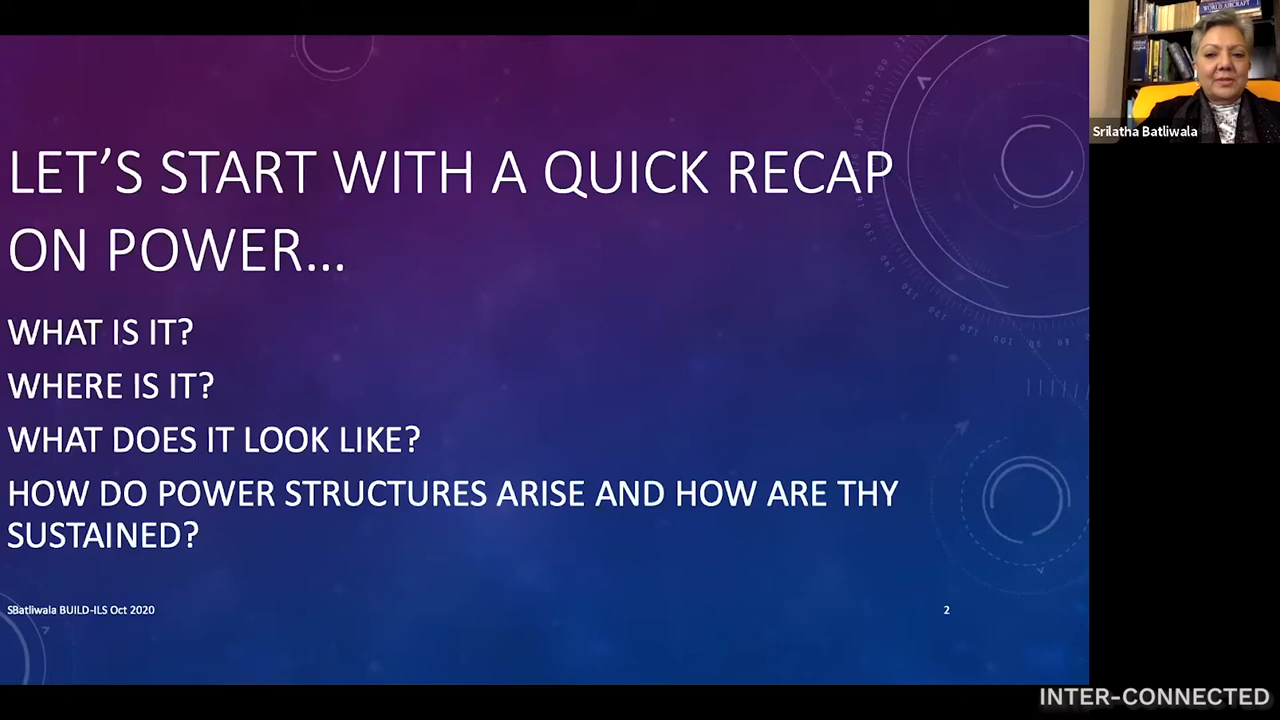 LET'S START WITH A QUICK RECAP
ON POWER...
WHAT IS IT?
WHERE IS IT?
WHAT DOES IT LOOK LIKE?
HOW DO POWER STRUCTURES ARISE AND HOW ARE THY
SUSTAINED?
SBatliwala BUILD-ILS Oct 2020
2
WORLD AIRCRAFT
Srilatha Batliwala
INTER-CONNECTED